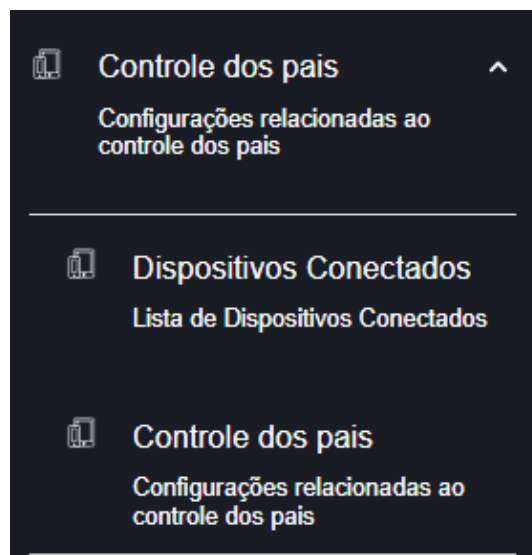 Controle dos pais
Configurações relacionadas ao
controle dos pais
Dispositivos Conectados
Lista de Dispositivos Conectados
Controle dos pais
Configurações relacionadas ao
controle dos pais